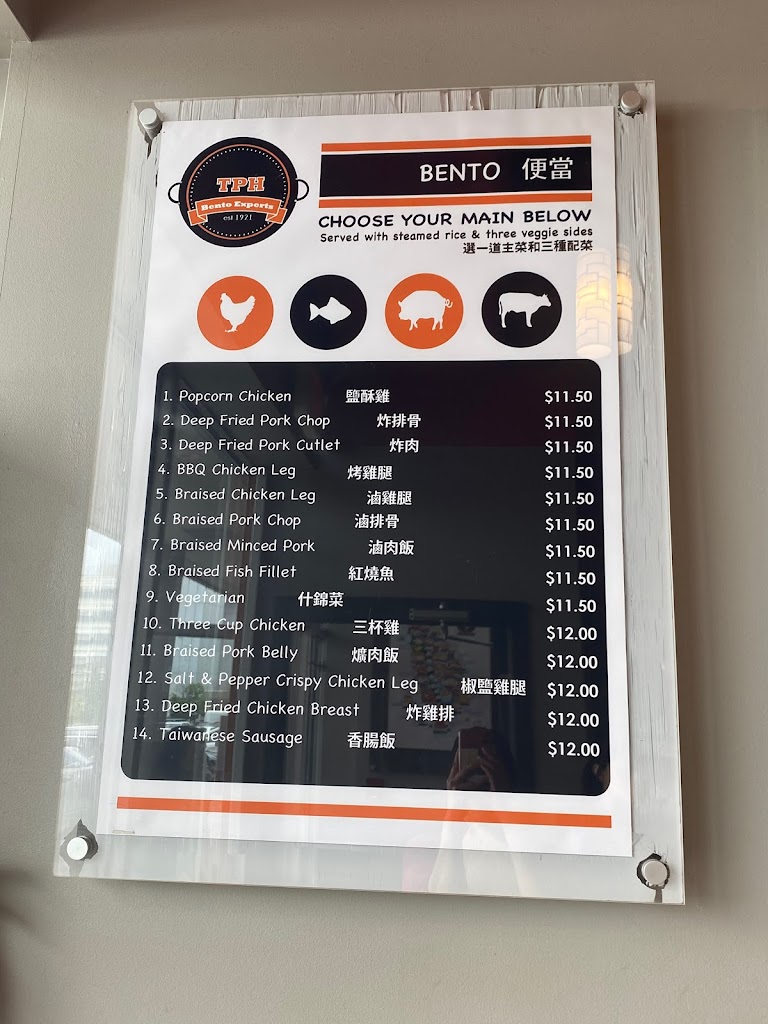 TPH
Bento Experts
est 1971
BENTO 便當
CHOOSE YOUR MAIN BELOW
Served with steamed rice & three veggie sides
選一道主菜和三種配菜
1. Popcorn Chicken 鹽酥雞 $11.50
2. Deep Fried Pork Chop 炸排骨 $11.50
3. Deep Fried Pork Cutlet 炸肉 $11.50
4. BBQ Chicken Leg 烤雞腿 $11.50
5. Braised Chicken Leg 滷雞腿 $11.50
6. Braised Pork Chop 滷排骨 $11.50
7. Braised Minced Pork 滷肉飯 $11.50
8. Braised Fish Fillet 紅燒魚 $11.50
9. Vegetarian 什錦菜 $11.50
10. Three Cup Chicken 三杯雞 $12.00
11. Braised Pork Belly 爌肉飯 $12.00
12. Salt & Pepper Crispy Chicken Leg 椒鹽雞腿 $12.00
13. Deep Fried Chicken Breast 炸雞排 $12.00
14. Taiwanese Sausage 香腸飯 $12.00